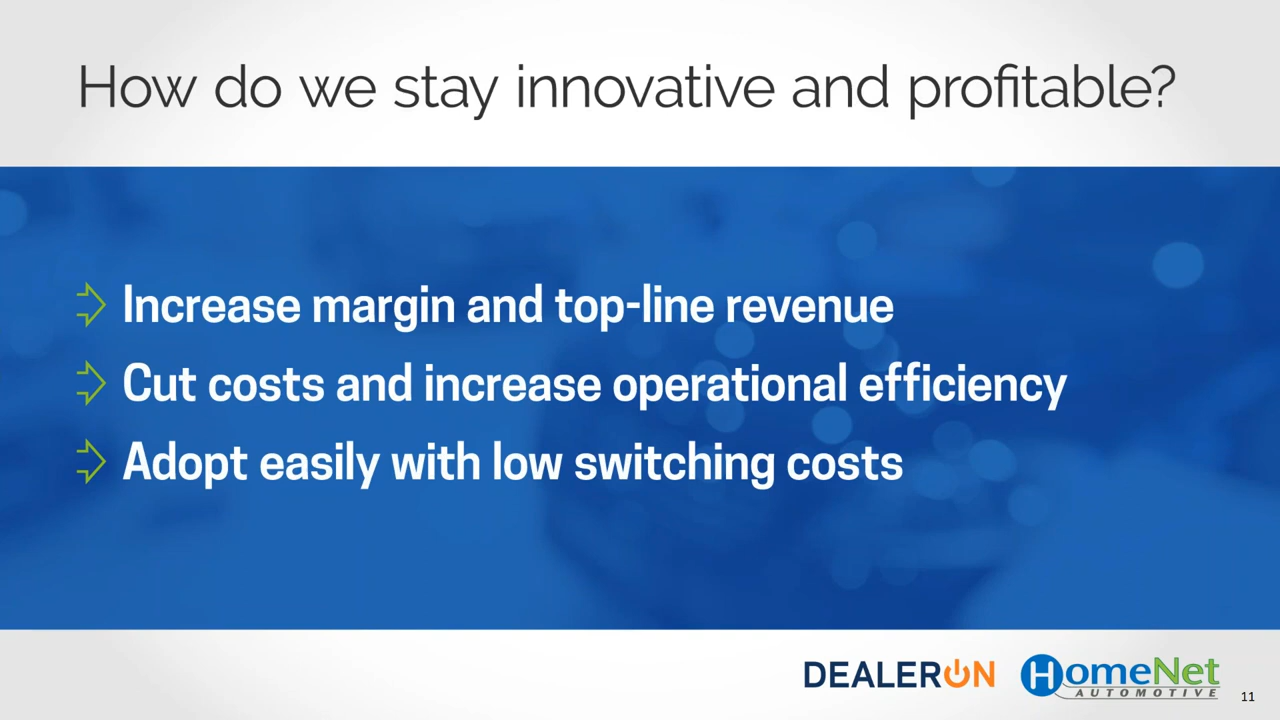 How do we stay innovative and profitable?
Increase margin and top-line revenue
Cut costs and increase operational efficiency
Adopt easily with low switching costs
DEALERON
HomeNet
AUTOMOTIVE
11